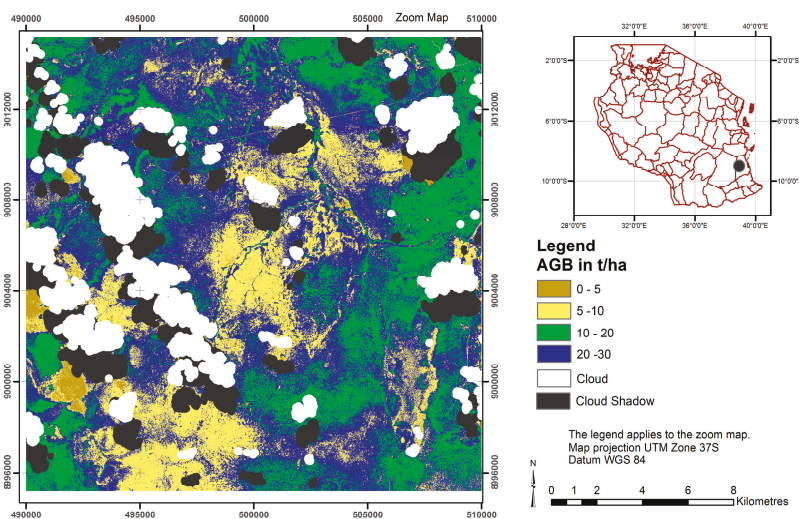 490000 495000 500000 505000 510000
Zoom Map
9012000 9012000
9008000 9008000
9004000 9004000
9000000 9000000
8996000 8996000
490000 495000 500000 505000 510000
32°0'0"E 36°0'0"E 40°0'0"E
2°0'0"S 2°0'0"S
6°0'0"S 6°0'0"S
10°0'0"S 10°0'0"S
28°0'0"E 32°0'0"E 36°0'0"E 40°0'0"E
Legend
AGB in t/ha
0 - 5
5 -10
10 - 20
20 -30
Cloud
Cloud Shadow
The legend applies to the zoom map.
Map projection UTM Zone 37S
Datum WGS 84
N
0 1 2 4 6 8
Kilometres